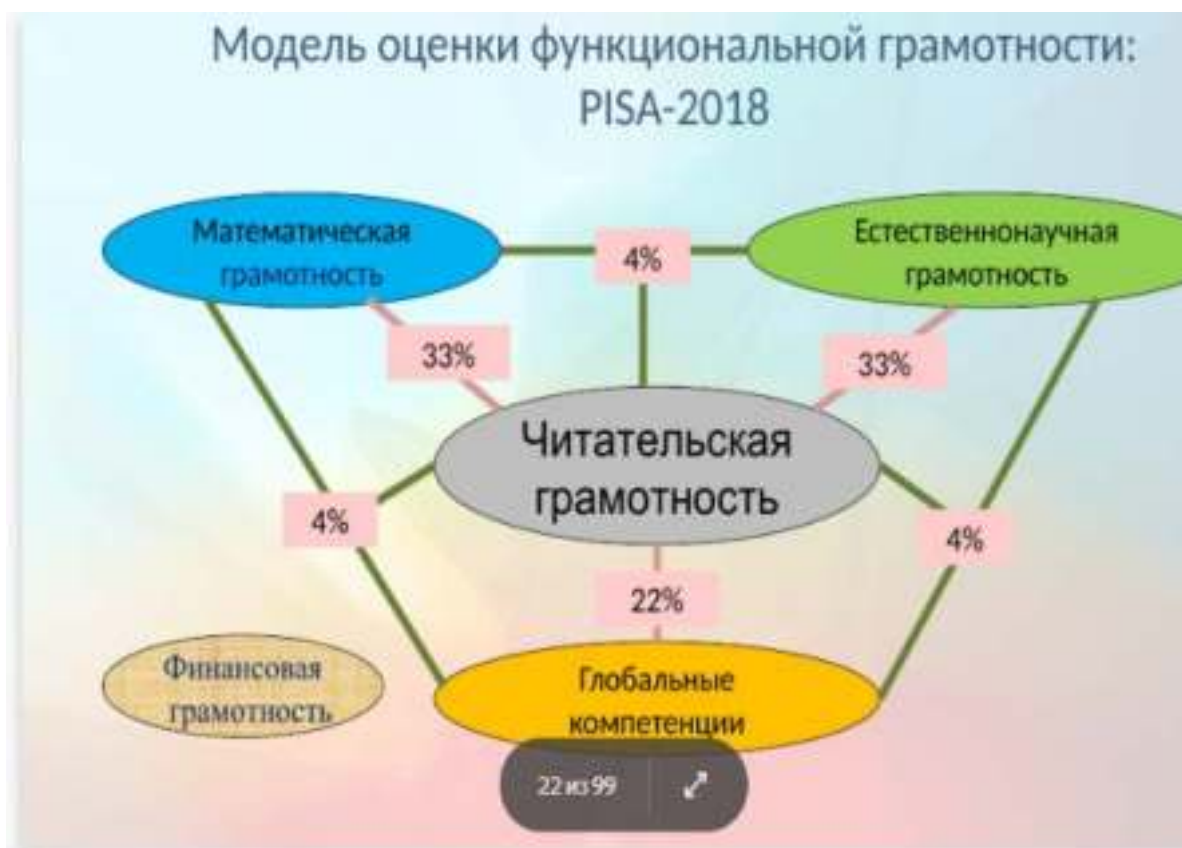 Модель оценки функциональной грамотности:
PISA-2018
Математическая
грамотность
4%
Естественнонаучная
грамотность
33%
33%
Читательская
грамотность
4%
4%
22%
Финансовая
грамотность
Глобальные
компетенции
22 из 99